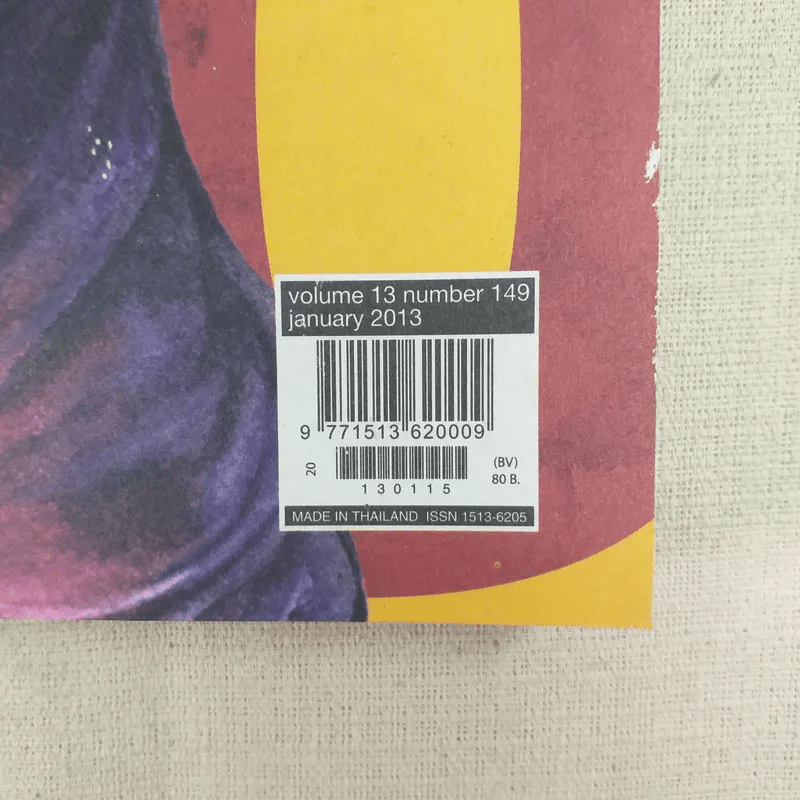 volume 13 number 149
january 2013
9 771513 620009
20
(BV)
80 B.
130115
MADE IN THAILAND ISSN 1513-6205